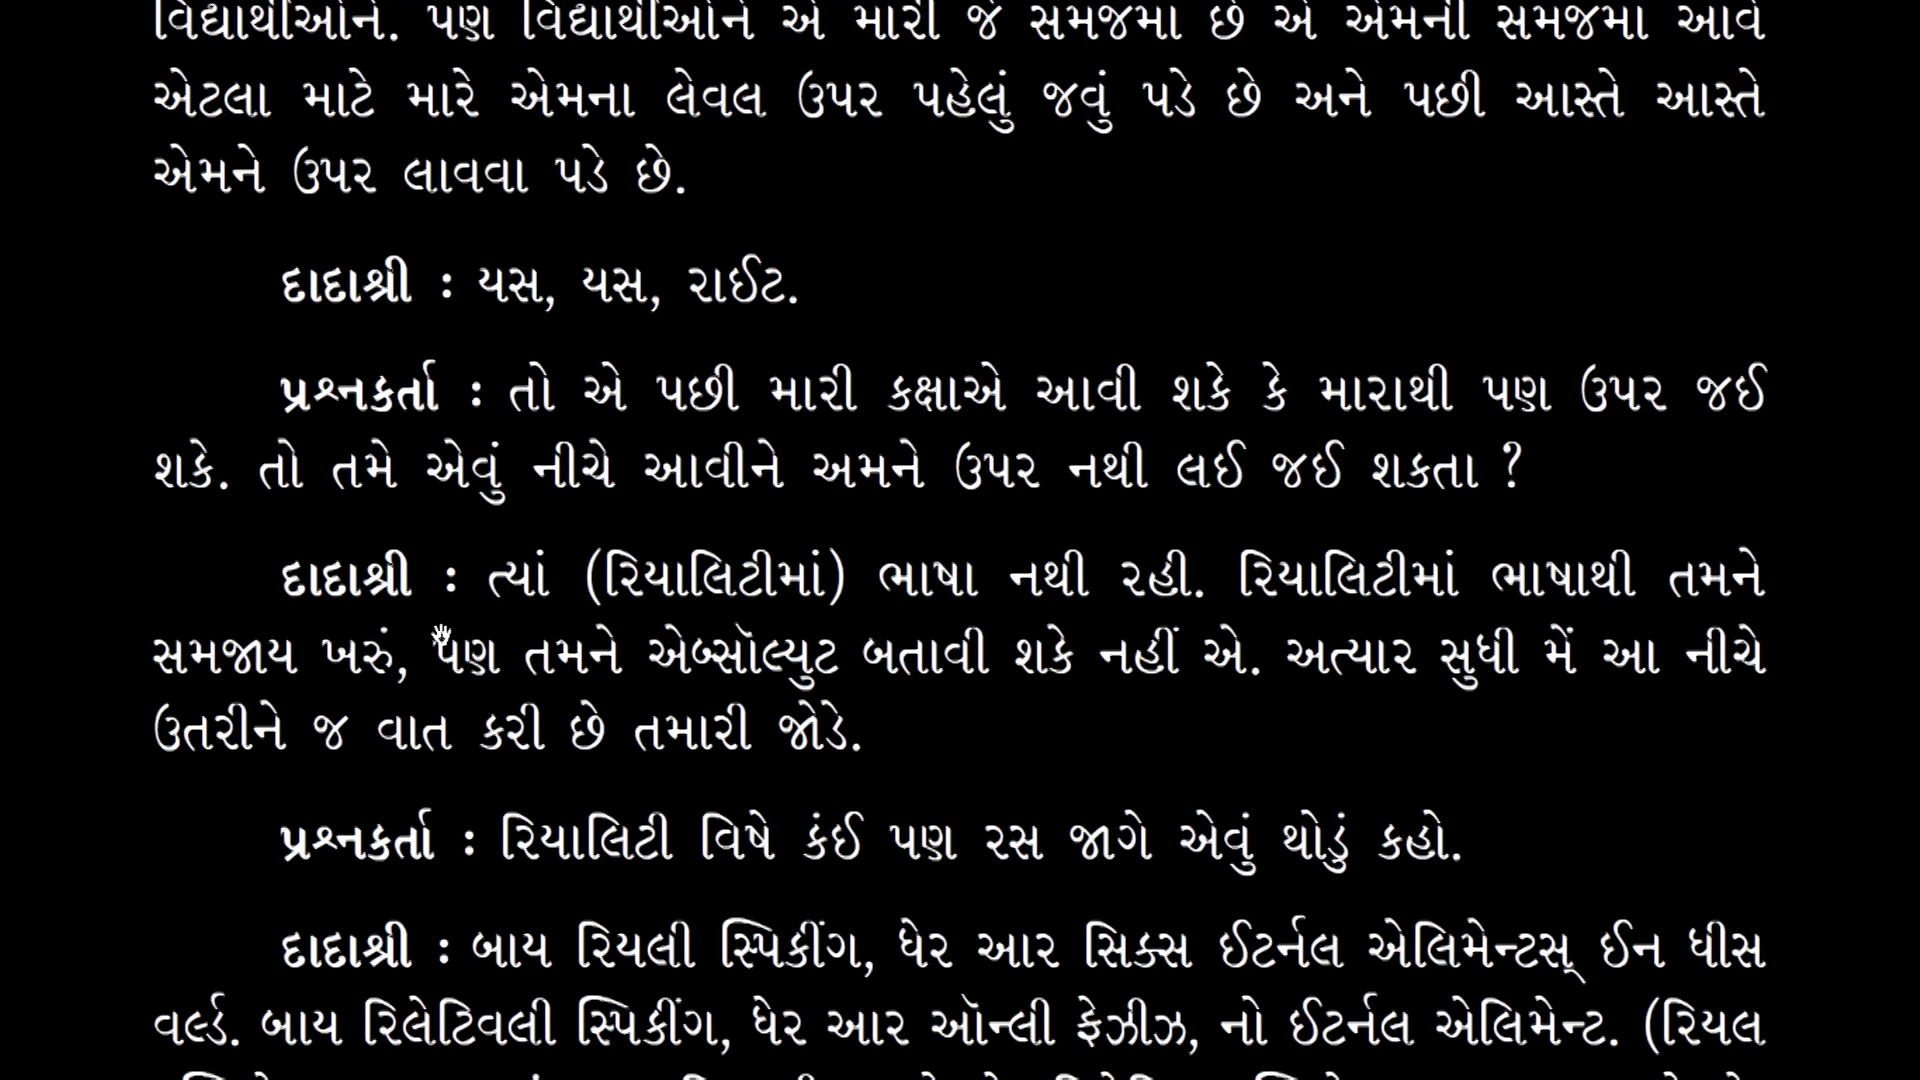 વિદ્યાર્થીઓને. પણ વિદ્યાર્થીઓને એ મારી જે સમજમાં છે એ એમની સમજમાં આવે
એટલા માટે મારે એમના લેવલ ઉપર પહેલું જવું પડે છે અને પછી આસ્તે આસ્તે
એમને ઉપર લાવવા પડે છે.
દાદાશ્રી : યસ, યસ, રાઈટ.
પ્રશ્નકર્તા : તો એ પછી મારી કક્ષાએ આવી શકે કે મારાથી પણ ઉપર જઈ
શકે. તો તમે એવું નીચે આવીને અમને ઉપર નથી લઈ જઈ શકતા ?
દાદાશ્રી : ત્યાં (રિયાલિટીમાં) ભાષા નથી રહી. રિયાલિટીમાં ભાષાથી તમને
સમજાય ખરું, પણ તમને એબ્સૉલ્યુટ બતાવી શકે નહીં એ. અત્યાર સુધી મેં આ નીચે
ઉતરીને જ વાત કરી છે તમારી જોડે.
પ્રશ્નકર્તા : રિયાલિટી વિષે કંઈ પણ રસ જાગે એવું થોડું કહો.
દાદાશ્રી : બાય રિયલી સ્પિકીંગ, ધેર આર સિક્સ ઈટર્નલ એલિમેન્ટસ્ ઈન ધીસ
વર્લ્ડ. બાય રિલેટિવલી સ્પિકીંગ, ધેર આર ઑન્લી ફેઝીઝ, નો ઈટર્નલ એલિમેન્ટ. (રિયલ